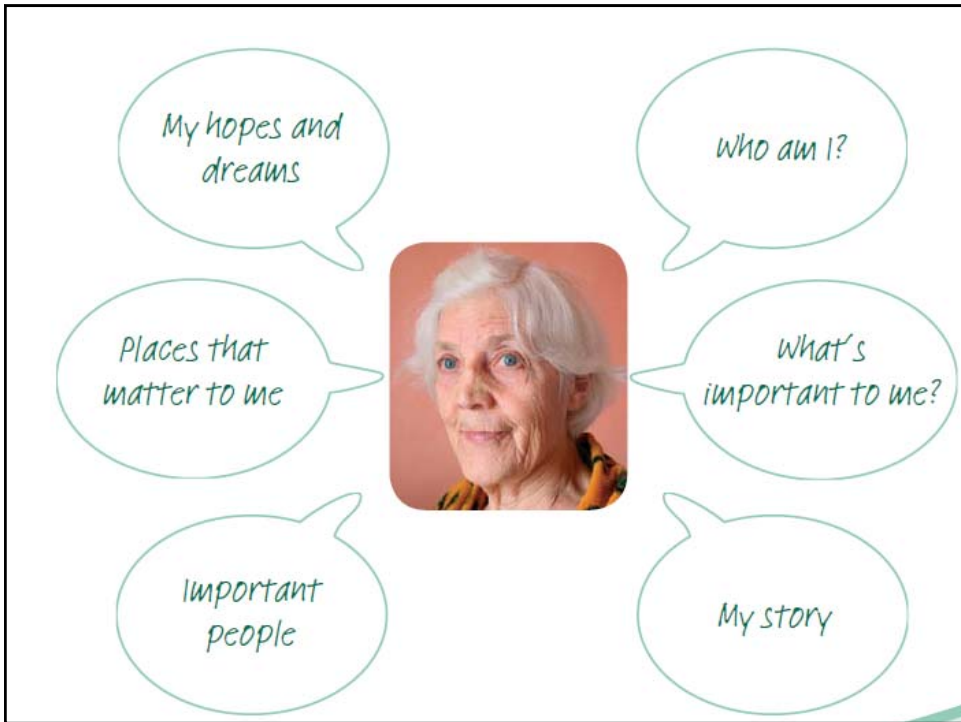 My hopes and
dreams
Who am I?
Places that
matter to me
What's
important to me?
Important
people
My story